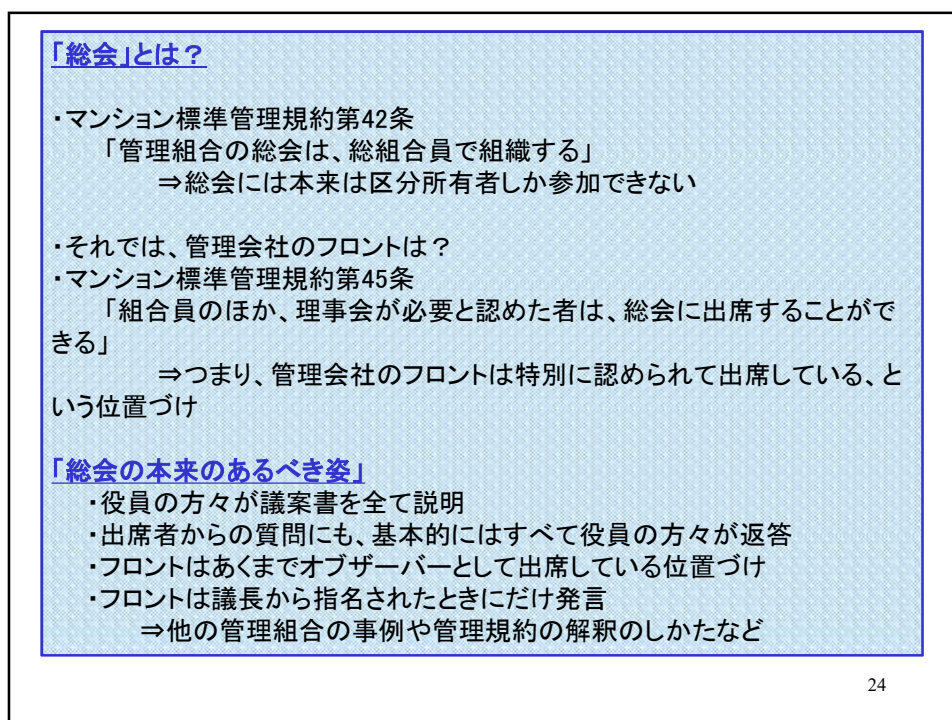 「総会」とは？
・マンション標準管理規約第42条
「管理組合の総会は、総組合員で組織する」
⇒総会には本来は区分所有者しか参加できない
・それでは、管理会社のフロントは？
・マンション標準管理規約第45条
「組合員のほか、理事会が必要と認めた者は、総会に出席することがで
きる」
⇒つまり、管理会社のフロントは特別に認められて出席している、と
いう位置づけ
「総会の本来のあるべき姿」
・役員の方々が議案書を全て説明
・出席者からの質問にも、基本的にはすべて役員の方々が返答
・フロントはあくまでオブザーバーとして出席している位置づけ
・フロントは議長から指名されたときにだけ発言
⇒他の管理組合の事例や管理規約の解釈のしかたなど
24